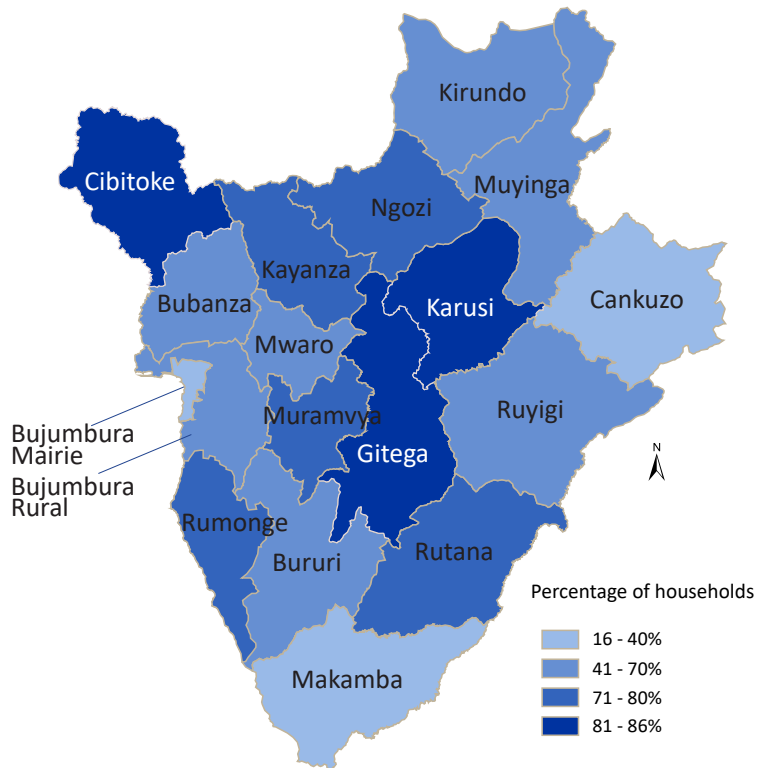 Kirundo
Cibitoke
Muyinga
Ngozi
Kayanza
Bubanza
Karusi
Cankuzo
Mwaro
Muramvya
Ruyigi
Bujumbura
Mairie
Gitega
Bujumbura
Rural
N
Rumonge
Bururi
Rutana
Makamba
Percentage of households
16 - 40%
41 - 70%
71 - 80%
81 - 86%